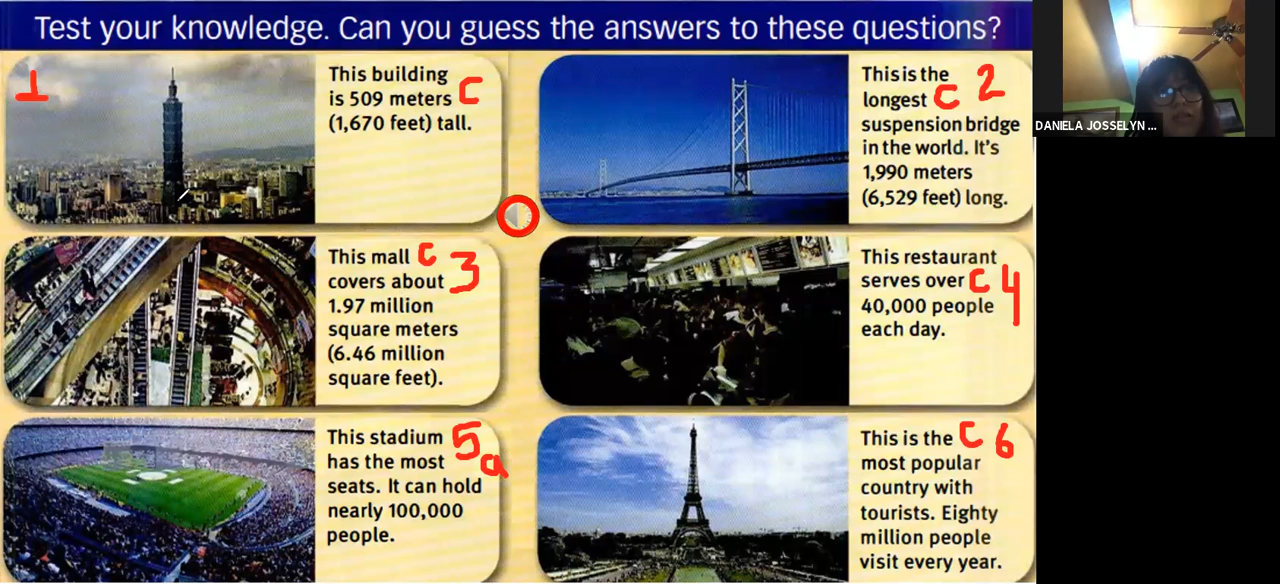 Test your knowledge. Can you guess the answers to these questions?
1
This building
is 509 meters C
(1,670 feet) tall.
This is the 2
longest C
suspension bridge
in the world. It's
1,990 meters
(6,529 feet) long.
This mall C
covers about 3
1.97 million
square meters
(6.46 million
square feet).
This restaurant
serves over C 4
40,000 people
each day.
This stadium 5
has the most a
seats. It can hold
nearly 100,000
people.
This is the C 6
most popular
country with
tourists. Eighty
million people
visit every year.
DANIELA JOSSELYN ...